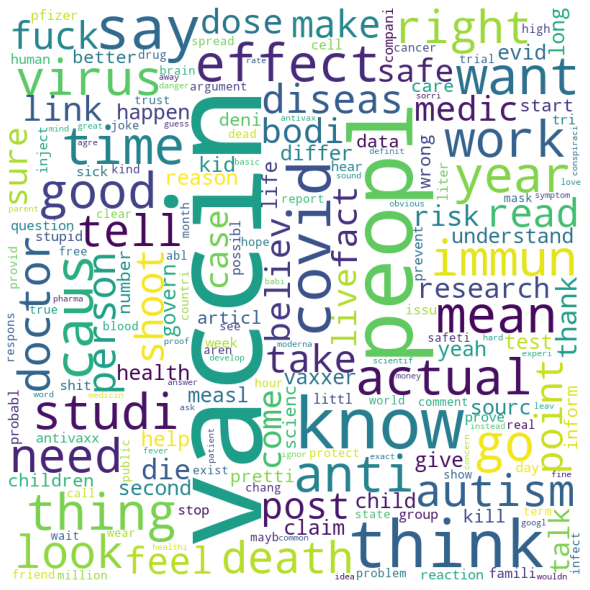 pfizer
fuck
say
dose
make
right
compani
high
long
human
better
drug
spread
cell
cancer
trial
evid
virus
brain
away
danger
effect
safe
want
trust
argument
rate
sorri
antivax
link
happen
mind
great
joke
deni
diseas
medic
care
start
tri
time
inject
agre
guess
dead
bodi
data
work
conspiraci
sure
sick
kind
kid
basic
differ
hear
definit
wrong
liter
mask
love
symptom
good
reason
life
sound
year
parent
question
clear
month
report
obvious
read
stupid
tell
case
possibl
hope
believ
fact
prevent
risk
understand
provid
free
abl
govern
countri
babi
covid
live
peopl
immun
doctor
caus
person
number
shoot
articl
see
issu
research
thank
respons
true
pharma
blood
week
aren
moderna
scientif
safeti
mean
test
proof
develop
take
yeah
hard
experi
shit
health
hour
vaxxer
actual
sourc
point
inform
probabl
word
medicin
answer
measl
scienc
littl
money
world
comment
prove
real
leav
studi
ask
come
know
instead
go
antivaxx
help
patient
need
die
fever
exist
protect
ignor
exact
anti
give
show
day
concern
fine
children
public
second
pretti
chang
autism
talk
thing
call
stop
post
child
state
group
kill
term
googl
infect
vaccin
wait
wear
claim
look
feel
death
mayb
common
think
friend
million
healthi
idea
problem
reaction
famili
wouldn